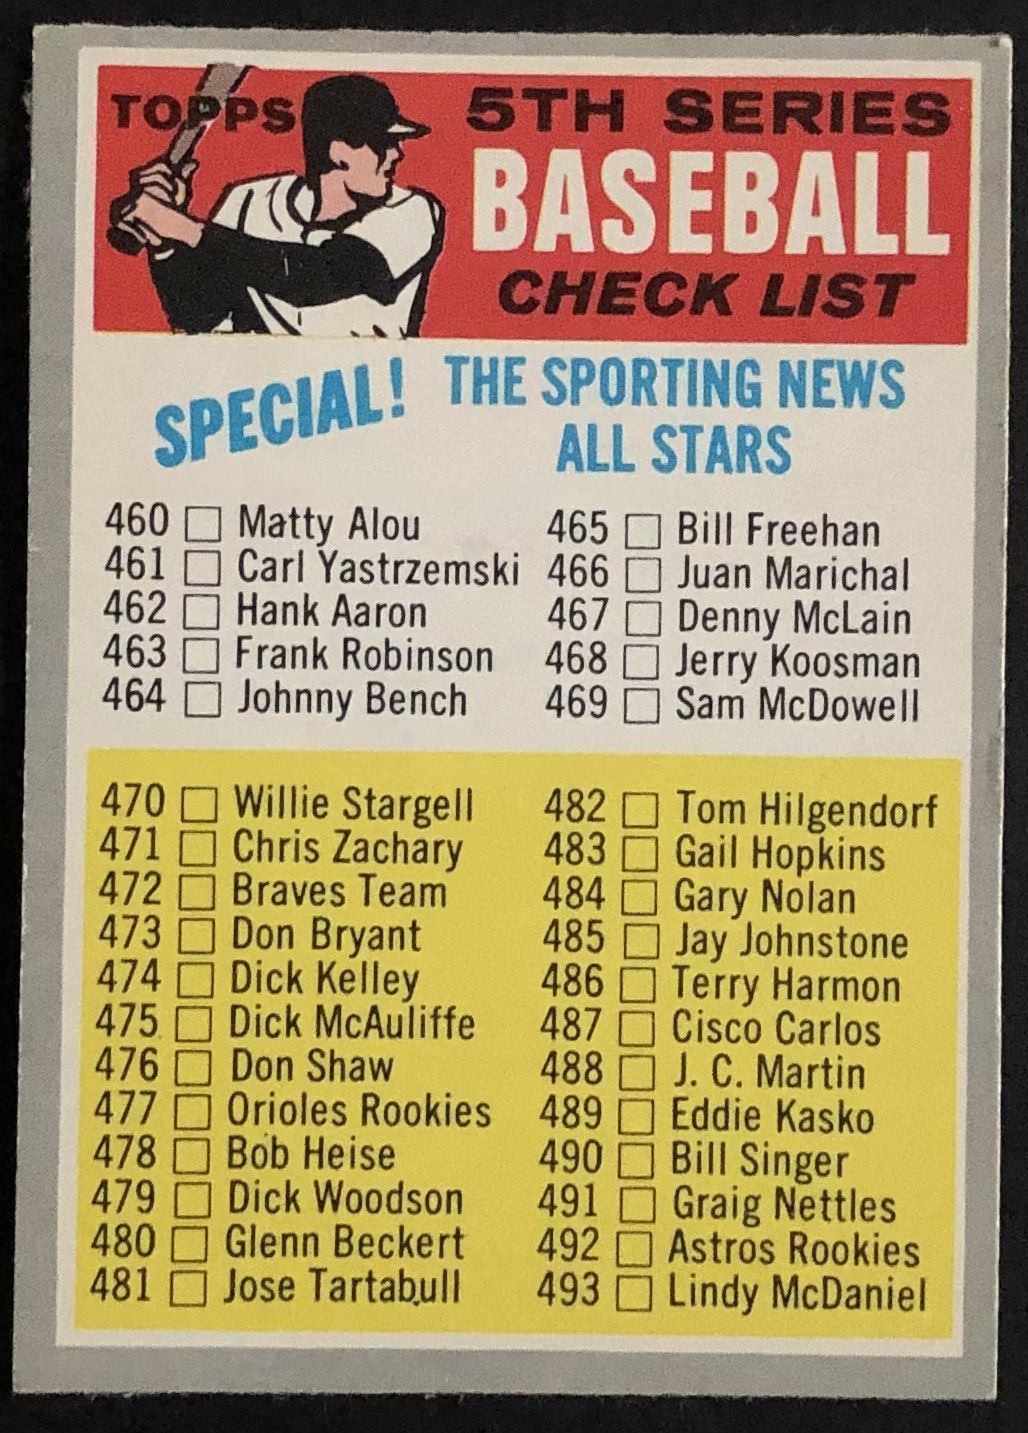 TOPPS
5TH SERIES
BASEBALL
CHECK LIST
SPECIAL! THE SPORTING NEWS
ALL STARS
460 Matty Alou
461 Carl Yastrzemski
462 Hank Aaron
463 Frank Robinson
464 Johnny Bench
465 Bill Freehan
466 Juan Marichal
467 Denny McLain
468 Jerry Koosman
469 Sam McDowell
470 Willie Stargell
471 Chris Zachary
472 Braves Team
473 Don Bryant
474 Dick Kelley
475 Dick McAuliffe
476 Don Shaw
477 Orioles Rookies
478 Bob Heise
479 Dick Woodson
480 Glenn Beckert
481 Jose Tartabull
482 Tom Hilgendorf
483 Gail Hopkins
484 Gary Nolan
485 Jay Johnstone
486 Terry Harmon
487 Cisco Carlos
488 J. C. Martin
489 Eddie Kasko
490 Bill Singer
491 Graig Nettles
492 Astros Rookies
493 Lindy McDaniel